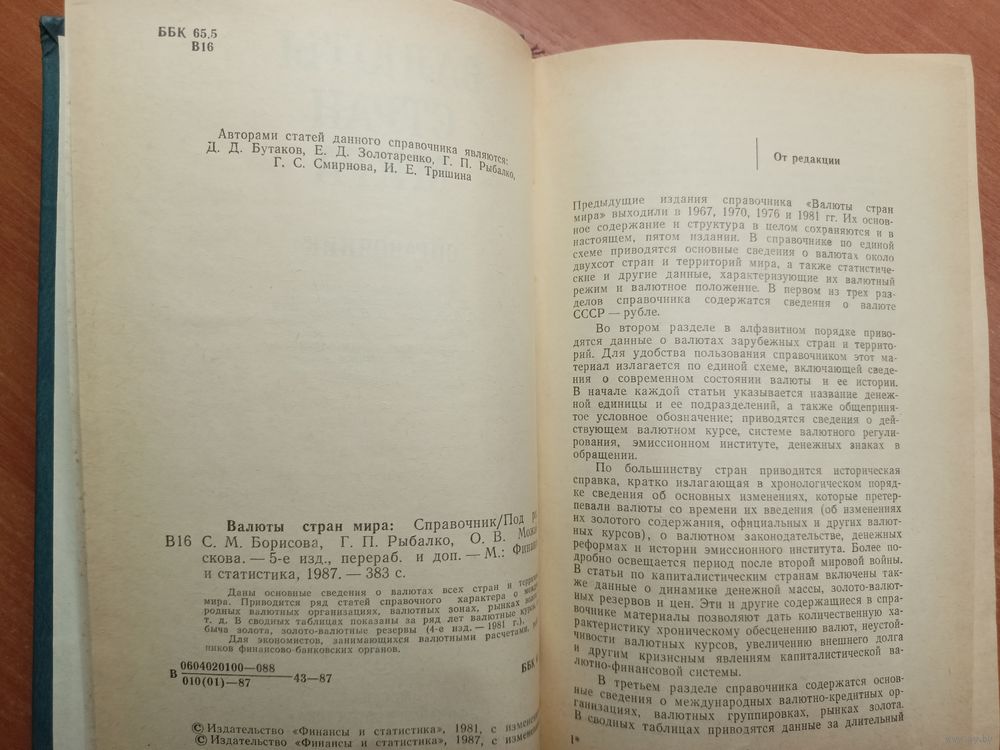 ББК 65.5
В16
Авторами статей данного справочника являются:
Д. Д. Бутаков, Е. Д. Золотаренко, Г. П. Рыбалко,
Г. С. Смирнова, И. Е. Тришина
Валюты стран мира: Справочник/Под
В16 С. М. Борисова, Г. П. Рыбалко, О. В.
скова. — 5-е изд., перераб. и доп. — М.:
и статистика, 1987. — 383 с.
Даны основные сведения о валютах всех стран и
мира. Приводится ряд статей справочного характера о
родных валютных организациях, валютных зонах, рынках
т. д. В сводных таблицах показаны за ряд лет валютные курсы,
быча золота, золото-валютные резервы (4-е изд. — 1981 г.).
Для экономистов, занимающихся валютными расчетами,
ников финансово-банковских органов.
В 0604020100—088
010(01)—87
43—87
ББК
© Издательство «Финансы и статистика», 1981, с
© Издательство «Финансы и статистика», 1987, с
От редакции
Предыдущие издания справочника «Валюты стран
мира» выходили в 1967, 1970, 1976 и 1981 гг. Их основ-
ное содержание и структура в целом сохраняются и в
настоящем, пятом издании. В справочнике по единой
схеме приводятся основные сведения о валютах около
двухсот стран и территорий мира, а также статистиче-
ские и другие данные, характеризующие их валютный
режим и валютное положение. В первом из трех раз-
делов справочника содержатся сведения о валюте
СССР — рубле.
Во втором разделе в алфавитном порядке приво-
дятся данные о валютах зарубежных стран и террито-
рий. Для удобства пользования справочником этот ма-
териал излагается по единой схеме, включающей сведе-
ния о современном состоянии валюты и ее истории.
В начале каждой статьи указывается название денеж-
ной единицы и ее подразделений, а также общеприня-
тое условное обозначение; приводятся сведения о дей-
ствующем валютном курсе, системе валютного регули-
рования, эмиссионном институте, денежных знаках в
обращении.
По большинству стран приводится историческая
справка, кратко излагающая в хронологическом поряд-
ке сведения об основных изменениях, которые претер-
певали валюты со времени их введения (об изменениях
их золотого содержания, официальных и других валют-
ных курсов), о валютном законодательстве, денежных
реформах и истории эмиссионного института. Более по-
дробно освещается период после второй мировой войны.
В статьи по капиталистическим странам включены так-
же данные о динамике денежной массы, золото-валют-
ных резервов и цен. Эти и другие содержащиеся в спра-
вочнике материалы позволяют дать количественную ха-
рактеристику хроническому обесценению валют, неустой-
чивости валютных курсов, увеличению внешнего долга
и другим кризисным явлениям капиталистической ва-
лютно-финансовой системы.
В третьем разделе справочника содержатся основ-
ные сведения о международных валютно-кредитных ор-
ганизациях, валютных группировках, рынках золота.
В сводных таблицах приводятся данные за длительный
1*